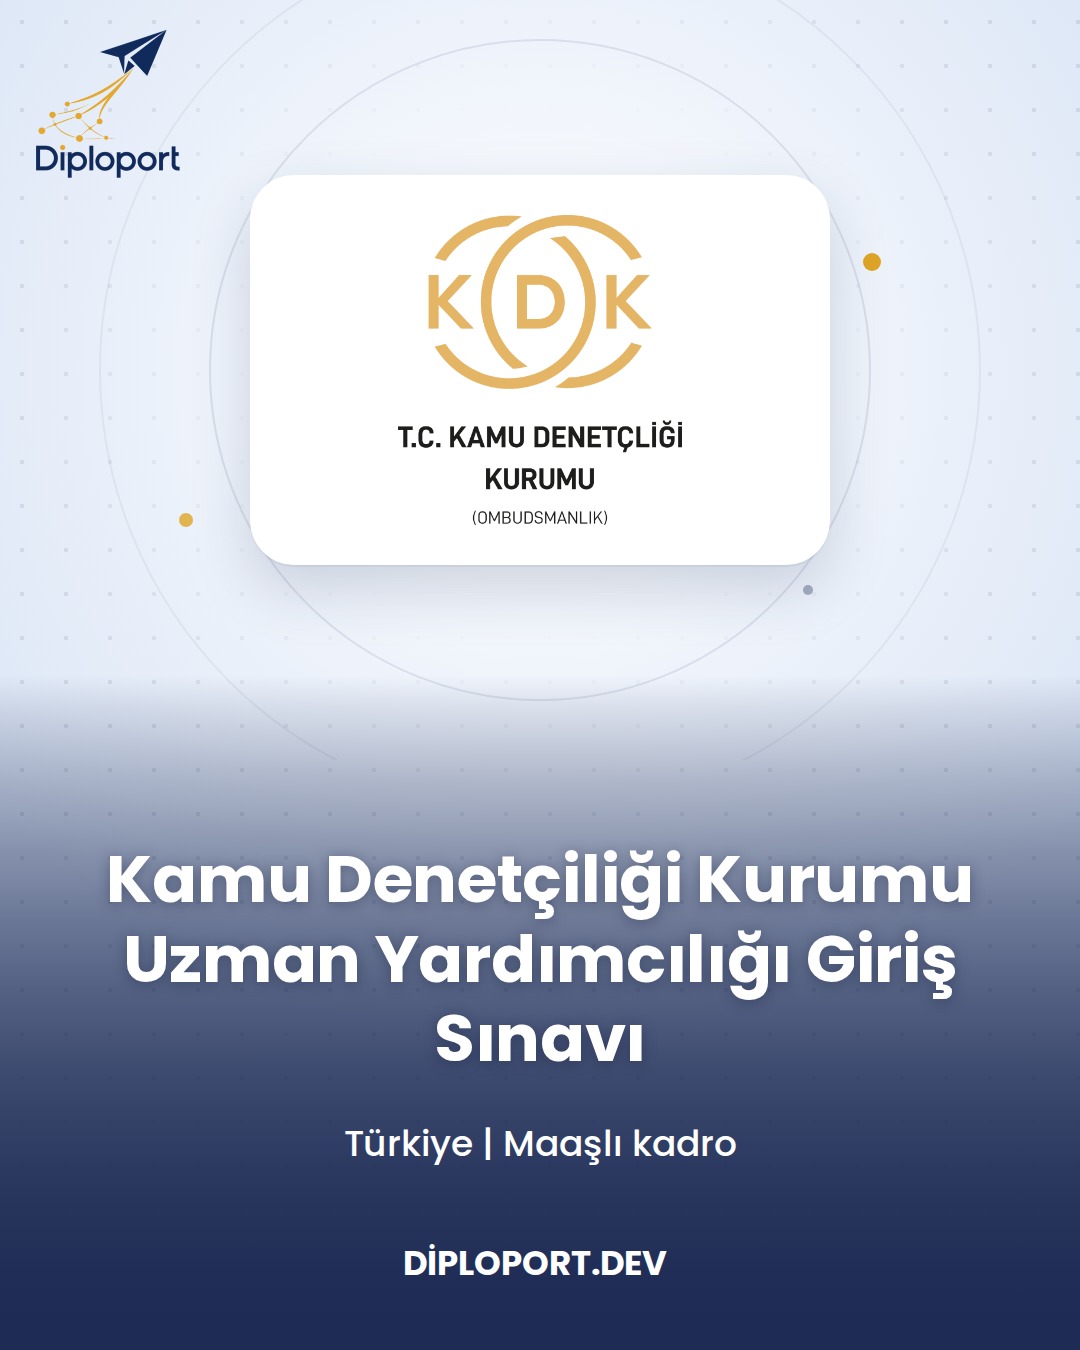 Diploport
KDK
T.C. KAMU DENETÇLİĞİ
KURUMU
(OMBUDSMANLIK)
Kamu Denetçiliği Kurumu
Uzman Yardımcılığı Giriş
Sınavı
Türkiye | Maaşlı kadro
DİPLOPORT.DEV